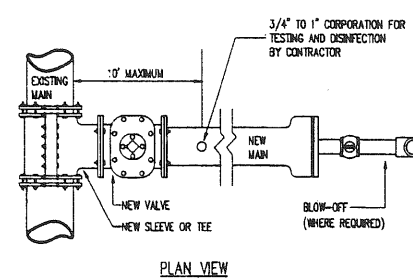 3/4" TO 1" CORPORATION FOR
TESTING AND DISINFECTION
BY CONTRACTOR
10' MAXIMUM
EXISTING
MAIN
NEW
MAIN
NEW VALVE
NEW SLEEVE OR TEE
BLOW-OFF
(WHERE REQUIRED)
PLAN VIEW